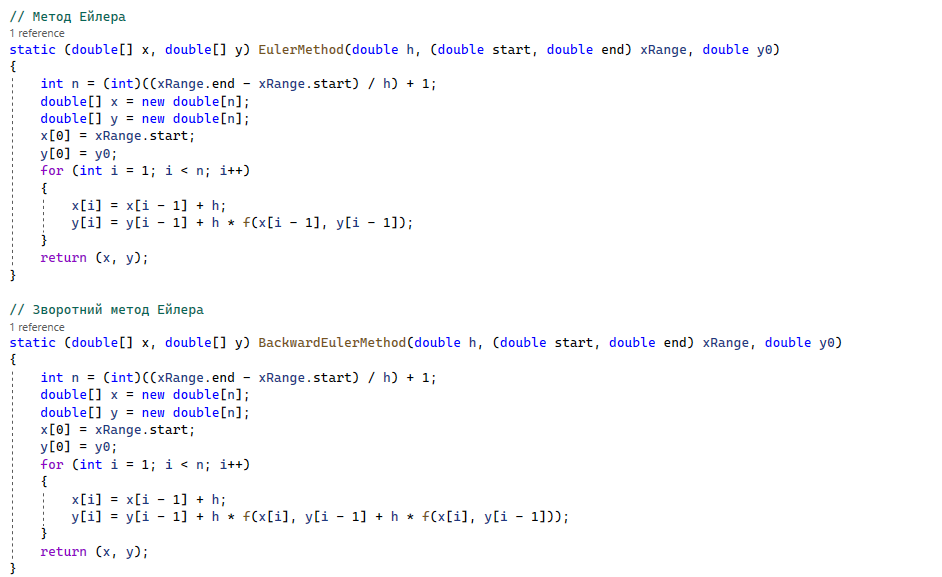 // Метод Ейлера
1 reference
static (double[] x, double[] y) EulerMethod(double h, (double start, double end) xRange, double y0)
{
    int n = (int)((xRange.end - xRange.start) / h) + 1;
    double[] x = new double[n];
    double[] y = new double[n];
    x[0] = xRange.start;
    y[0] = y0;
    for (int i = 1; i < n; i++)
    {
        x[i] = x[i - 1] + h;
        y[i] = y[i - 1] + h * f(x[i - 1], y[i - 1]);
    }
    return (x, y);
}
// Зворотний метод Ейлера
1 reference
static (double[] x, double[] y) BackwardEulerMethod(double h, (double start, double end) xRange, double y0)
{
    int n = (int)((xRange.end - xRange.start) / h) + 1;
    double[] x = new double[n];
    double[] y = new double[n];
    x[0] = xRange.start;
    y[0] = y0;
    for (int i = 1; i < n; i++)
    {
        x[i] = x[i - 1] + h;
        y[i] = y[i - 1] + h * f(x[i], y[i - 1] + h * f(x[i], y[i - 1]));
    }
    return (x, y);
}